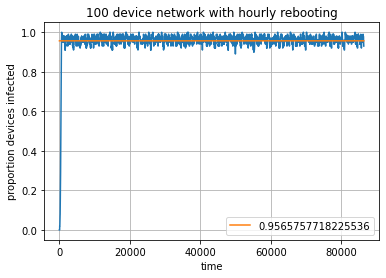 100 device network with hourly rebooting
proportion devices infected
1.0
0.8
0.6
0.4
0.2
0.0
0.9565757718225536
0 20000 40000 60000 80000
time